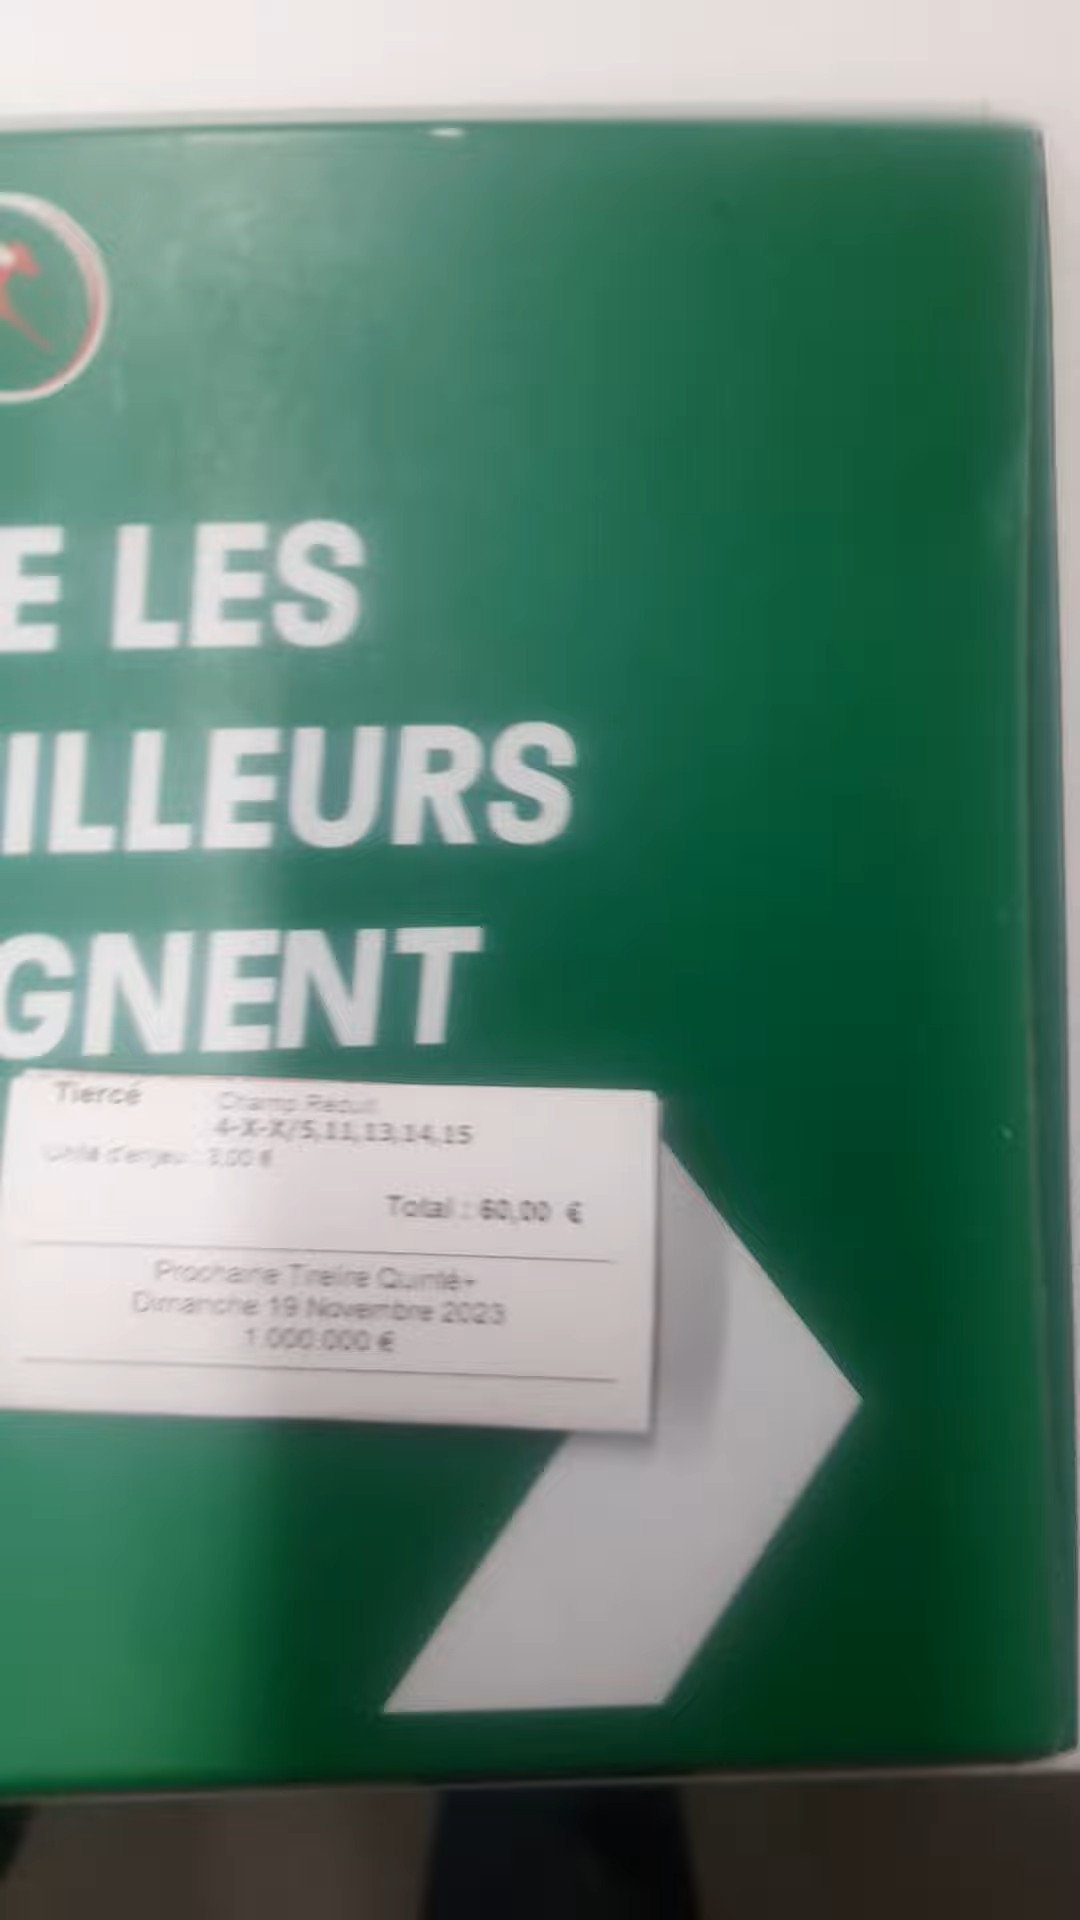 E LES
ILLEURS
GNENT
Tiercé
Champ Réduit
4-X-X/5,11,13,14,15
Unité d'enjeu : 3,00 €
Total : 60,00 €
Prochaine Tirelire Quinté+
Dimanche 19 Novembre 2023
1.000.000 €